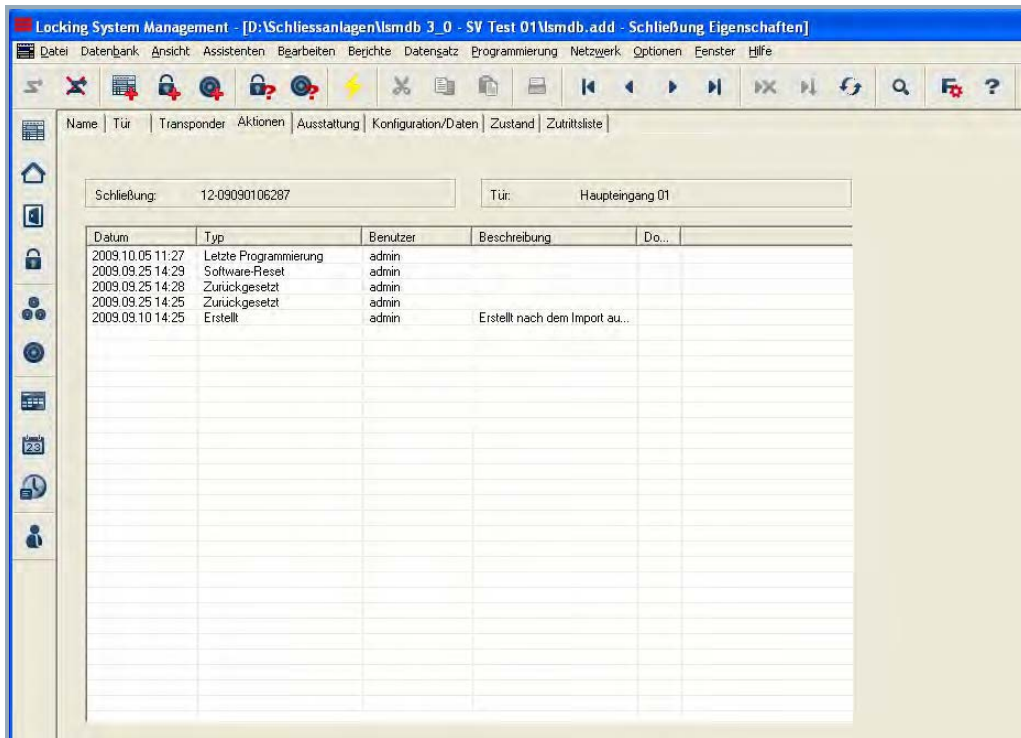 Locking System Management - [D:\Schliessanlagen\lsmdb 3_0 - SV Test 01\lsmdb.add - Schließung Eigenschaften]
Datei Datenbank Ansicht Assistenten Bearbeiten Berichte Datensatz Programmierung Netzwerk Optionen Fenster Hilfe
Name Tür Transponder Aktionen Ausstattung Konfiguration/Daten Zustand Zutrittsliste
Schließung: 12-09090106287 Tür: Haupteingang 01
Datum Typ Benutzer Beschreibung Do...
2009.10.05 11:27 Letzte Programmierung admin
2009.09.25 14:29 Software-Reset admin
2009.09.25 14:28 Zurückgesetzt admin
2009.09.25 14:25 Zurückgesetzt admin
2009.09.10 14:25 Erstellt admin Erstellt nach dem Import au...
23